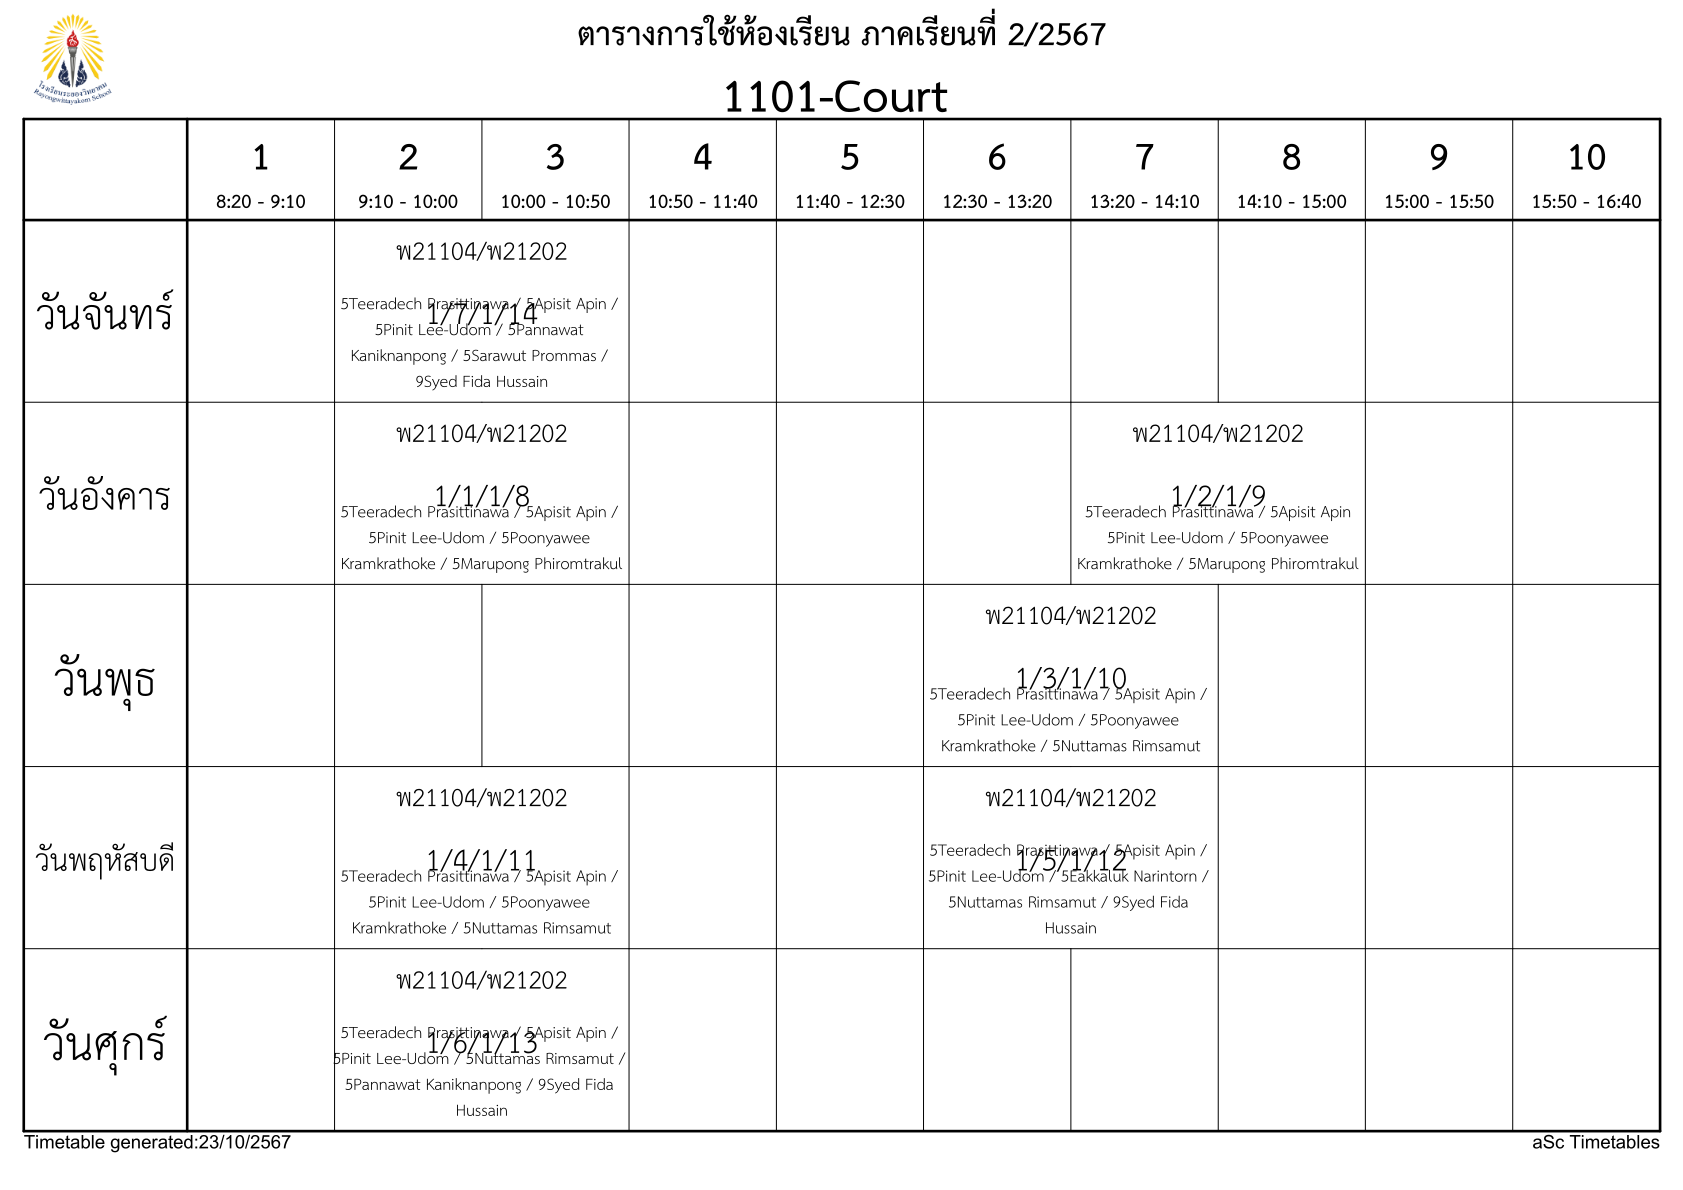 ตารางการใช้ห้องเรียน ภาคเรียนที่ 2/2567
โรงเรียนระยองวิทยาคม
Rayongwittayakom School
1101-Court
1 2 3 4 5 6 7 8 9 10
8:20 - 9:10 9:10 - 10:00 10:00 - 10:50 10:50 - 11:40 11:40 - 12:30 12:30 - 13:20 13:20 - 14:10 14:10 - 15:00 15:00 - 15:50 15:50 - 16:40
วันจันทร์
พ21104/พ21202
1/7/1/14
5Teeradech Prasittinawa / 5Apisit Apin /
5Pinit Lee-Udom / 5Pannawat
Kaniknanpong / 5Sarawut Prommas /
9Syed Fida Hussain
วันอังคาร
พ21104/พ21202
1/1/1/8
5Teeradech Prasittinawa / 5Apisit Apin /
5Pinit Lee-Udom / 5Poonyawee
Kramkrathoke / 5Marupong Phiromtrakul
พ21104/พ21202
1/2/1/9
5Teeradech Prasittinawa / 5Apisit Apin
5Pinit Lee-Udom / 5Poonyawee
Kramkrathoke / 5Marupong Phiromtrakul
วันพุธ
พ21104/พ21202
1/3/1/10
5Teeradech Prasittinawa / 5Apisit Apin /
5Pinit Lee-Udom / 5Poonyawee
Kramkrathoke / 5Nuttamas Rimsamut
วันพฤหัสบดี
พ21104/พ21202
1/4/1/11
5Teeradech Prasittinawa / 5Apisit Apin /
5Pinit Lee-Udom / 5Poonyawee
Kramkrathoke / 5Nuttamas Rimsamut
พ21104/พ21202
1/5/1/12
5Teeradech Prasittinawa / 5Apisit Apin /
5Pinit Lee-Udom / 5Eakkaluk Narintorn /
5Nuttamas Rimsamut / 9Syed Fida
Hussain
วันศุกร์
พ21104/พ21202
1/6/1/13
5Teeradech Prasittinawa / 5Apisit Apin /
5Pinit Lee-Udom / 5Nuttamas Rimsamut /
5Pannawat Kaniknanpong / 9Syed Fida
Hussain
Timetable generated:23/10/2567
aSc Timetables